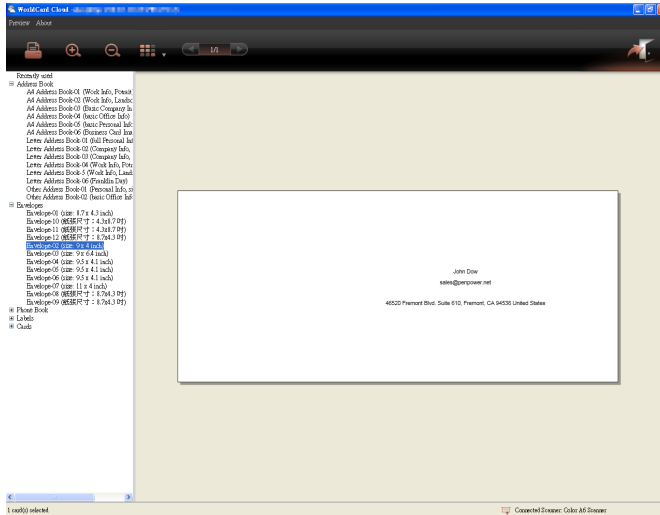 WorldCard Cloud
Preview About
1/1
Recently used
Address Book
A4 Address Book-01 (Work Info, Potrait,
A4 Address Book-02 (Work Info, Landsc
A4 Address Book-03 (Basic Company In
A4 Address Book-04 (basic Office Info)
A4 Address Book-05 (basic Personal Info
A4 Address Book-06 (Business Card Ima
Letter Address Book-01 (full Personal Inf
Letter Address Book-02 (Company Info,
Letter Address Book-03 (Company Info,
Letter Address Book-04 (Work Info, Potr
Letter Address Book-5 (Work Info, Land
Letter Address Book-06 (Franklin Day)
Other Address Book-01 (Personal Info, si
Other Address Book-02 (basic Office Inf
Envelopes
Envelope-01 (size: 8.7 x 4.3 inch)
Envelope-10 (紙張尺寸：4.3x8.7 吋)
Envelope-11 (紙張尺寸：4.3x8.7 吋)
Envelope-12 (紙張尺寸：8.7x4.3 吋)
Envelope-02 (size: 9 x 4 inch)
Envelope-03 (size: 9 x 6.4 inch)
Envelope-04 (size: 9.5 x 4.1 inch)
Envelope-05 (size: 9.5 x 4.1 inch)
Envelope-06 (size: 9.5 x 4.1 inch)
Envelope-07 (size: 11 x 4 inch)
Envelope-08 (紙張尺寸：8.7x4.3 吋)
Envelope-09 (紙張尺寸：8.7x4.3 吋)
Phone Book
Labels
Cards
John Dow
sales@penpower.net
46520 Fremont Blvd. Suite 610, Fremont, CA 94538 United States
1 card(s) selected
Connected Scanner: Color A6 Scanner